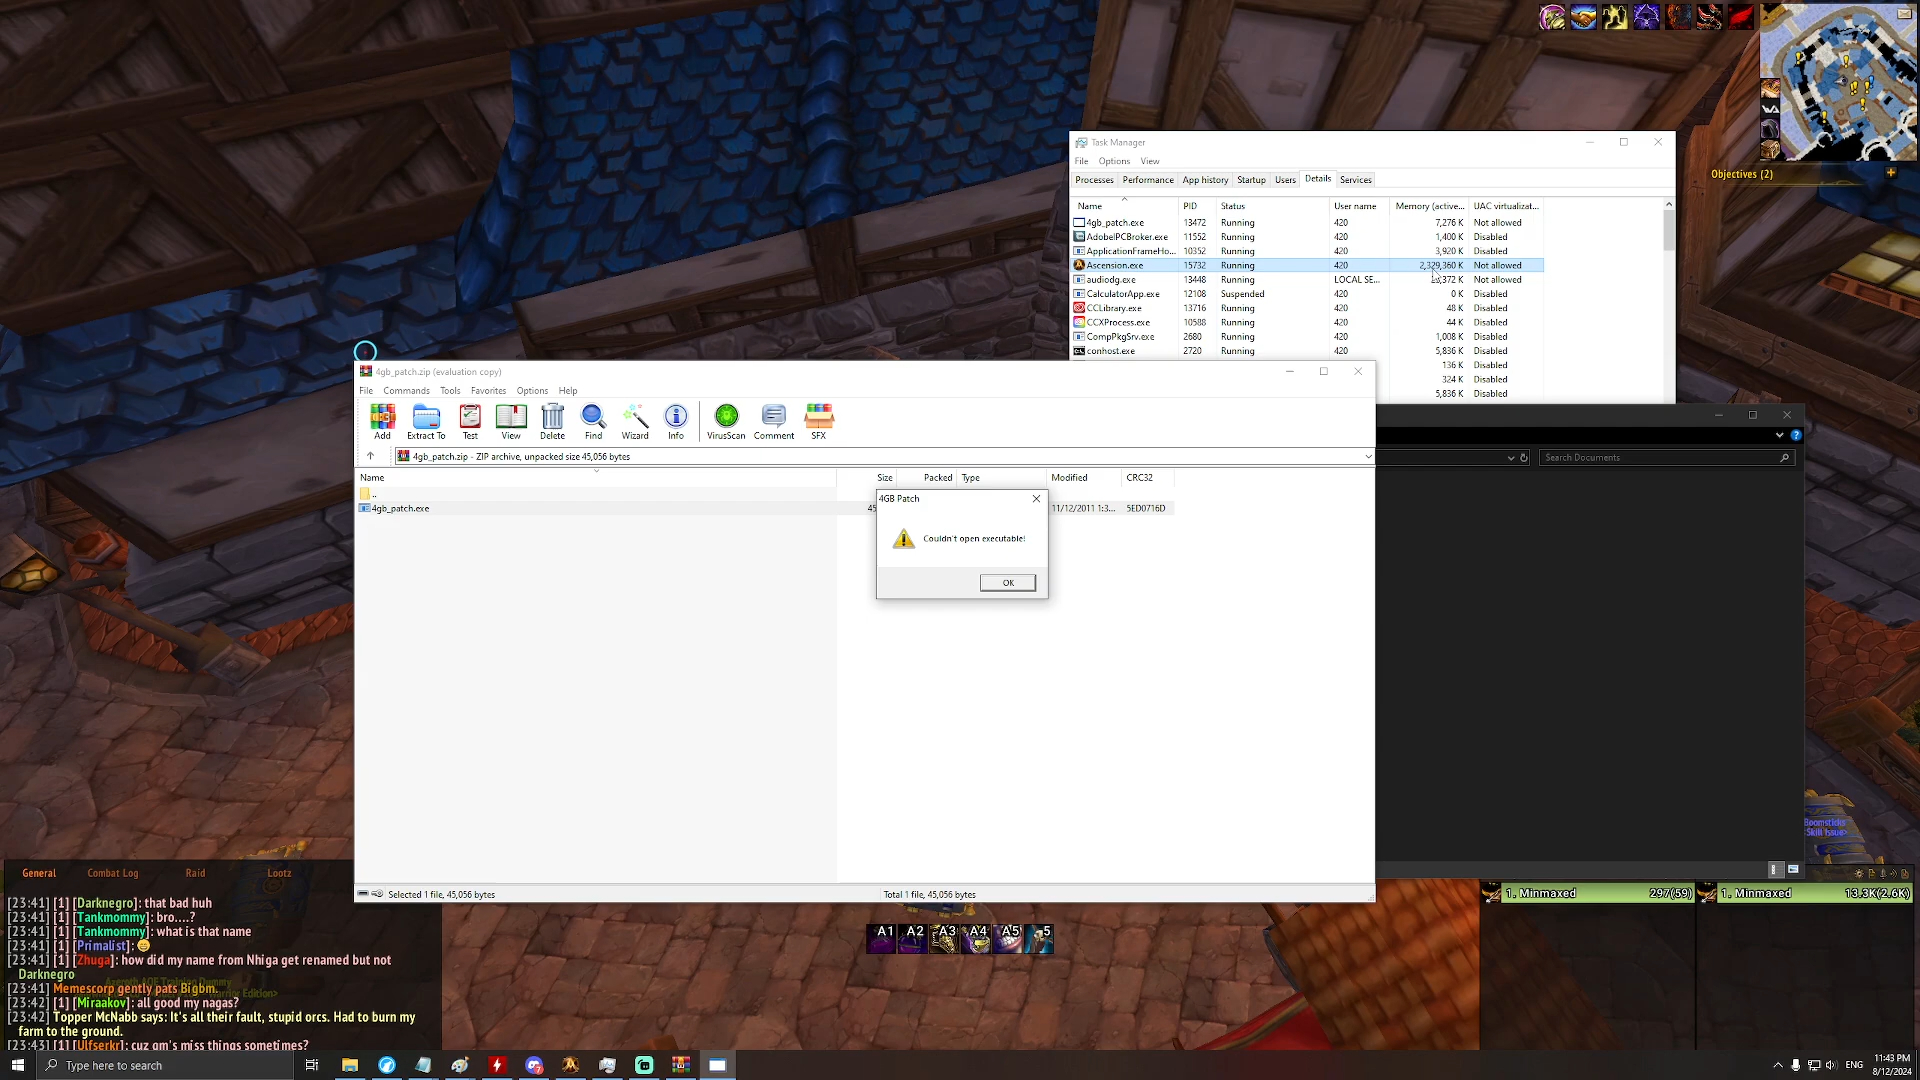 Objectives (2)
Task Manager
File Options View
Processes Performance App history Startup Users Details Services
Name PID Status User name Memory (active... UAC virtualizat...
4gb_patch.exe 13472 Running 420 7,276 K Not allowed
AdobeIPCBroker.exe 11552 Running 420 1,400 K Disabled
ApplicationFrameHo... 10352 Running 420 3,920 K Disabled
Ascension.exe 15732 Running 420 2,329,360 K Not allowed
audiodg.exe 13448 Running LOCAL SE... Not allowed
CalculatorApp.exe 12108 Suspended 420 0 K Disabled
CCLibrary.exe 13716 Running 420 48 K Disabled
CCXProcess.exe 10588 Running 420 44 K Disabled
CompPkgSrv.exe 2680 Running 420 1,008 K Disabled
conhost.exe 2720 Running 420 5,836 K Disabled
136 K Disabled
324 K Disabled
5,836 K Disabled
4gb_patch.zip (evaluation copy)
File Commands Tools Favorites Options Help
Add Extract To Test View Delete Find Wizard Info VirusScan Comment SFX
4gb_patch.zip - ZIP archive, unpacked size 45,056 bytes
Search Documents
Name Size Packed Type Modified CRC32
..
4gb_patch.exe 45 11/12/2011 1:3... 5ED0716D
4GB Patch
Couldn't open executable!
OK
Selected 1 file, 45,056 bytes Total 1 file, 45,056 bytes
Boomsticks
Skill Issue>
General Combat Log Raid Lootz
[23:41] [1] [Darknegro]: that bad huh
[23:41] [1] [Tankmommy]: bro....?
[23:41] [1] [Tankmommy]: what is that name
[23:41] [1] [Primalist]:
[23:41] [1] [Zhuga]: how did my name from Nhiga get renamed but not
Darknegro
[23:41] Memescorp gently pats Bigbm.
[23:42] [1] [Miraakov]: all good my nagas?
[23:42] Topper McNabb says: It's all their fault, stupid orcs. Had to burn my
farm to the ground.
[23:43] [1] [Ulfserkr]: cuz gm's miss things sometimes?
A1 A2 A3 A4 A5 5
1. Minmaxed 297(59) 1. Minmaxed 13.3K(2.6K)
Type here to search
ENG
11:43 PM
8/12/2024